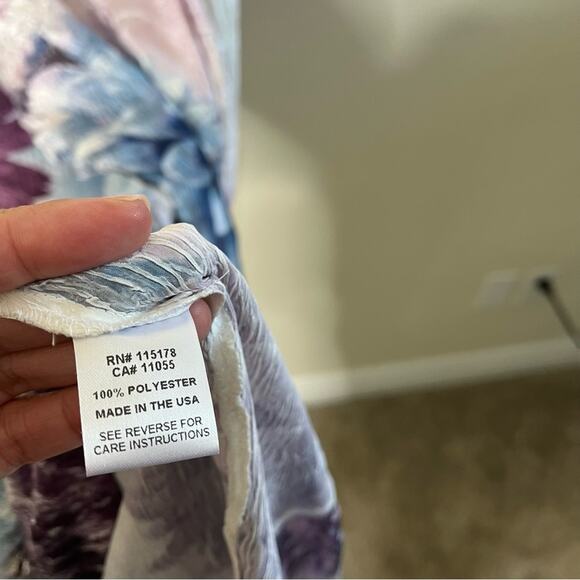 RN# 115178
CA# 11055
100% POLYESTER
MADE IN THE USA
SEE REVERSE FOR
CARE INSTRUCTIONS